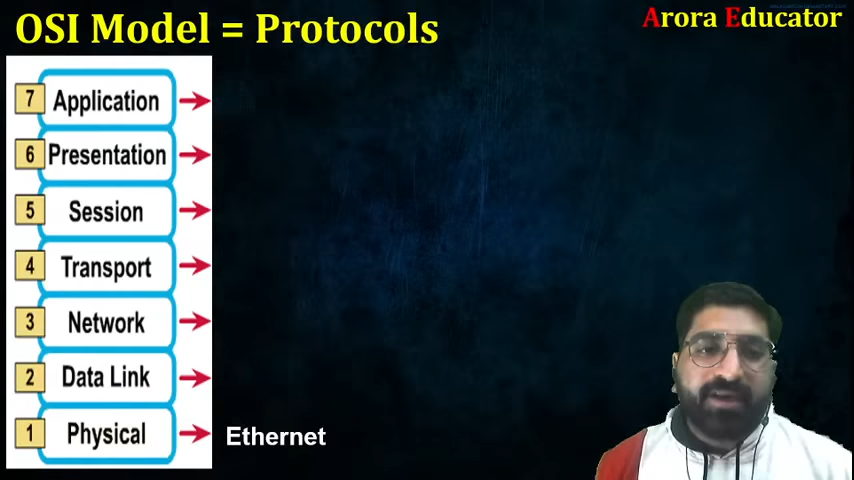 OSI Model = Protocols
Arora Educator
7 Application
6 Presentation
5 Session
4 Transport
3 Network
2 Data Link
1 Physical Ethernet